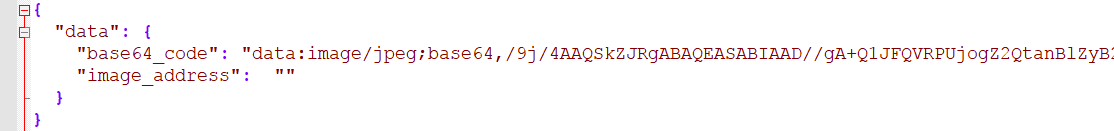 {
"data": {
"base64_code": "data:image/jpeg;base64,/9j/4AAQSkZJRgABAQEASABIAAD//gA+Q1JFQVRPUjogZ2QtanBlZyB2
"image_address":  ""
}
}